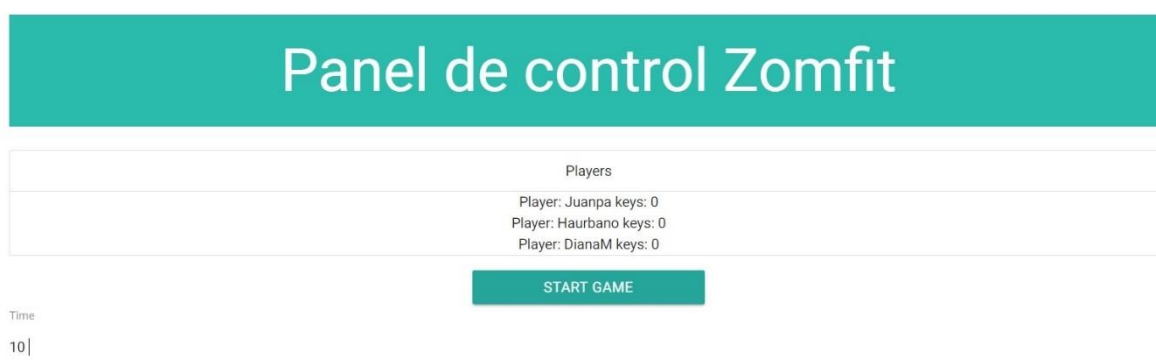 Panel de control Zomfit
Players
Player: Juanpa keys: 0
Player: Haurbano keys: 0
Player: DianaM keys: 0
START GAME
Time
10